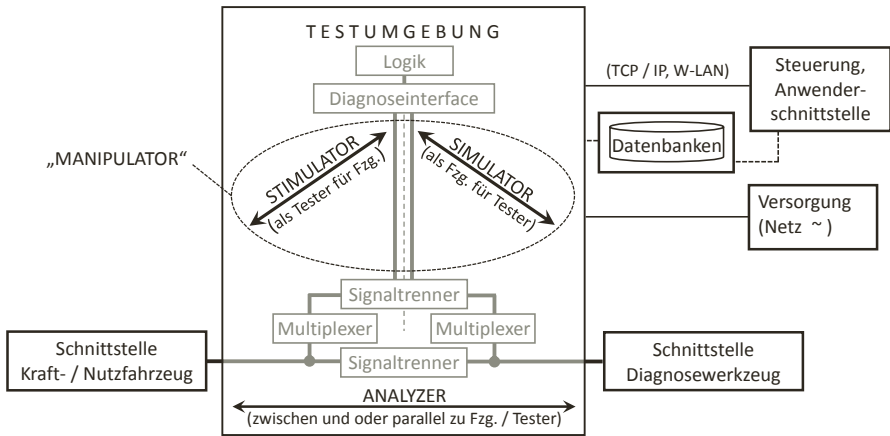 TESTUMGEBUNG
Logik
Diagnoseinterface
(TCP / IP, W-LAN)
Steuerung,
Anwender-
schnittstelle
Datenbanken
„MANIPULATOR“
STIMULATOR
(als Tester für Fzg.)
SIMULATOR
(als Fzg. für Tester)
Versorgung
(Netz ~ )
Signaltrenner
Multiplexer
Multiplexer
Signaltrenner
Schnittstelle
Kraft- / Nutzfahrzeug
Schnittstelle
Diagnosewerkzeug
ANALYZER
(zwischen und oder parallel zu Fzg. / Tester)